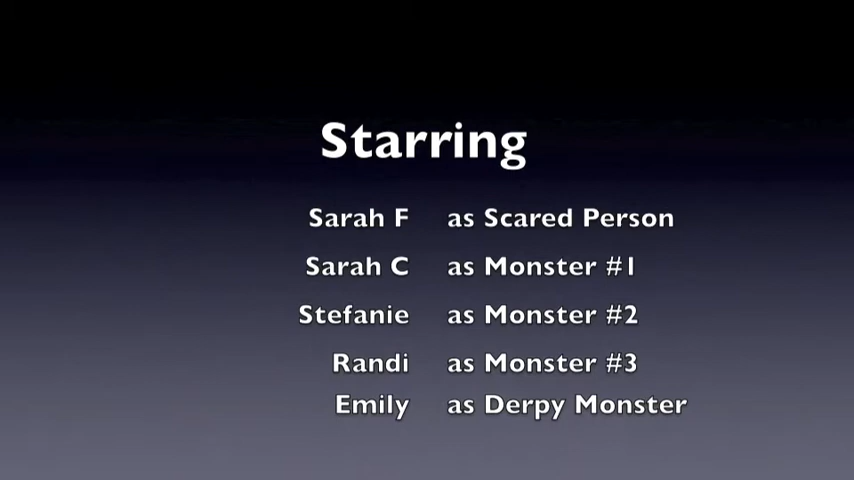 Starring
Sarah F as Scared Person
Sarah C as Monster #1
Stefanie as Monster #2
Randi as Monster #3
Emily as Derpy Monster